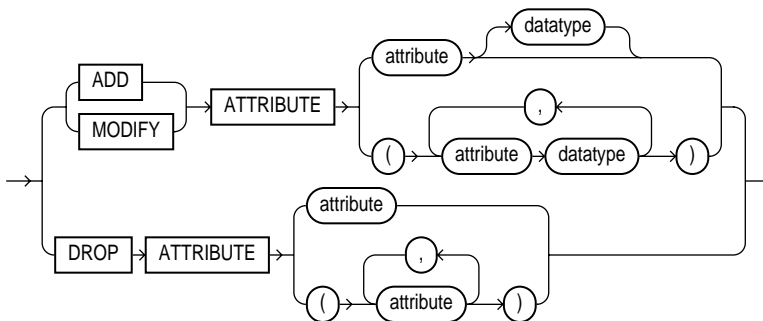 datatype
ADD attribute
ATTRIBUTE
MODIFY ,
( attribute datatype )
attribute
DROP ATTRIBUTE
,
( attribute )